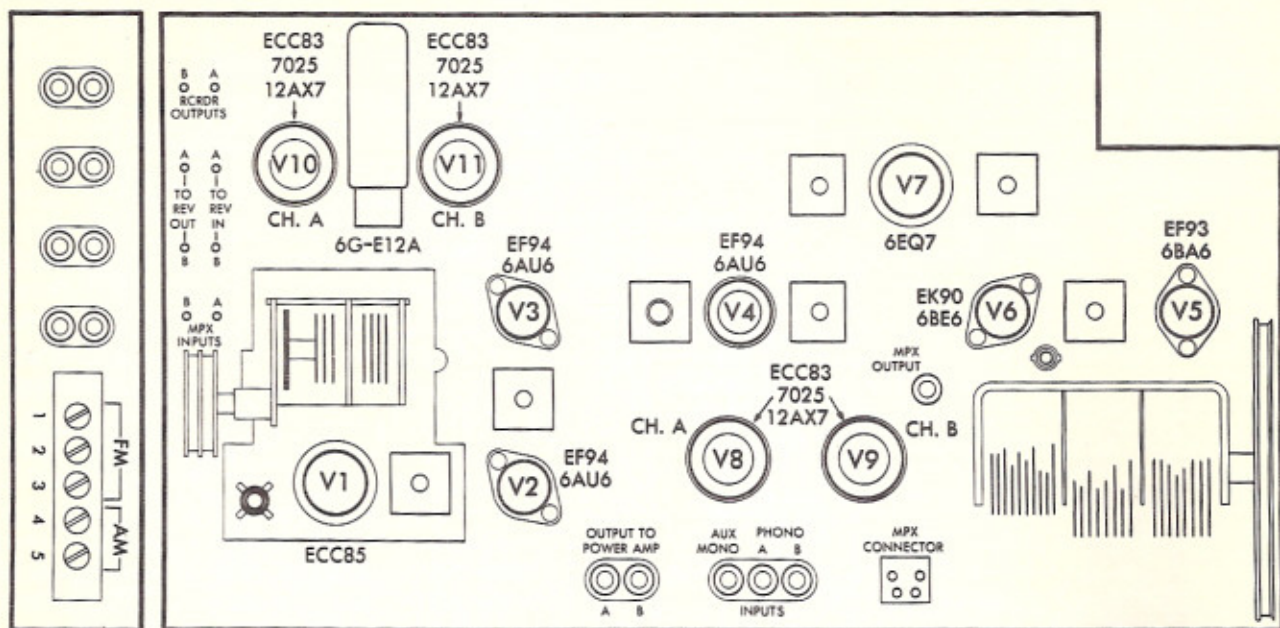 B A
RCRDR
OUTPUTS
A A
TO TO
REV REV
OUT IN
B B
B A
MPX
INPUTS
ECC83
7025
12AX7
V10
CH. A
6G-E12A
ECC83
7025
12AX7
V11
CH. B
V7
6EQ7
EF94
6AU6
V3
EF94
6AU6
V4
EK90
6BE6
V6
EF93
6BA6
V5
MPX
OUTPUT
ECC83
7025
12AX7
CH. A
V8
V9
CH. B
V1
ECC85
EF94
6AU6
V2
OUTPUT TO
POWER AMP
A B
AUX PHONO
MONO A B
INPUTS
MPX
CONNECTOR
1
2
3
4
5
FM
AM